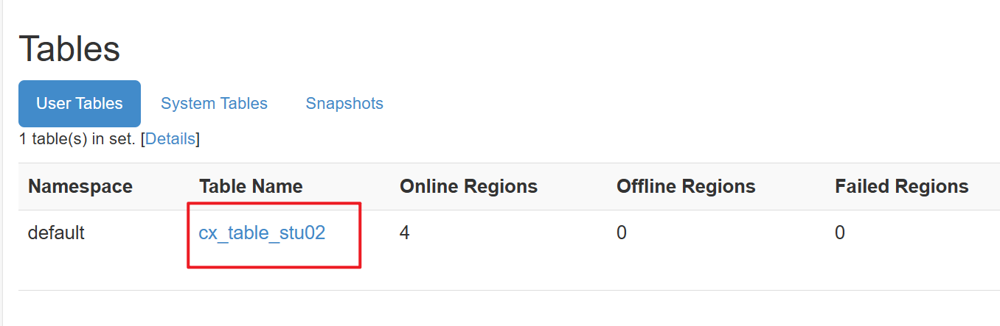 Tables
User Tables System Tables Snapshots
1 table(s) in set. [Details]
Namespace Table Name Online Regions Offline Regions Failed Regions
default cx_table_stu02 4 0 0